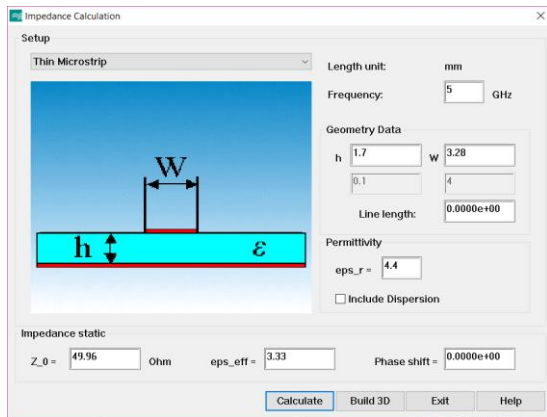 Impedance Calculation
Setup
Thin Microstrip
Length unit: mm
Frequency: 5 GHz
W
h
ε
Geometry Data
h 1.7 W 3.28
0.1 4
Line length: 0.0000e+00
Permittivity
eps_r = 4.4
Include Dispersion
Impedance static
Z_0 = 49.96 Ohm eps_eff = 3.33 Phase shift = 0.0000e+00
Calculate Build 3D Exit Help